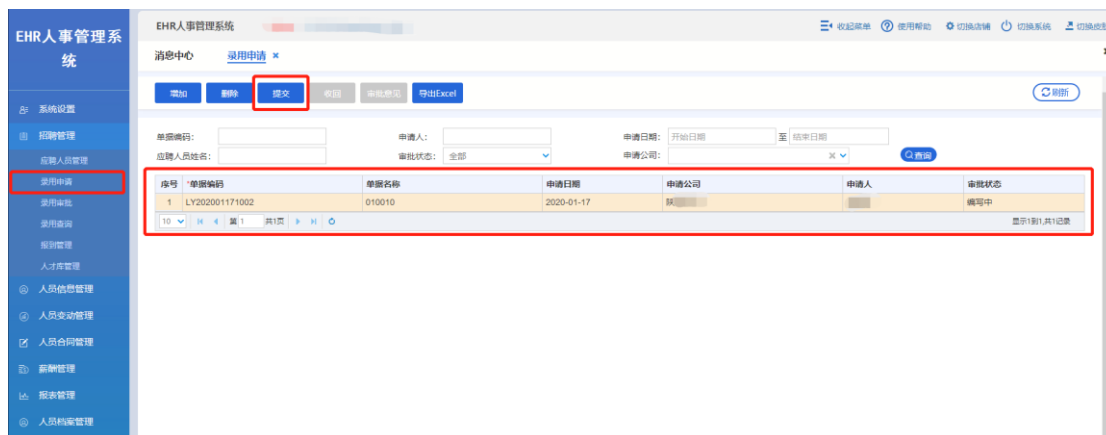 EHR人事管理系统
EHR人事管理系统
收起菜单 使用帮助 切换店铺 切换系统 切换皮肤
消息中心 录用申请 ×
增加 删除 提交 收回 审批意见 导出Excel 刷新
系统设置
招聘管理
应聘人员管理
录用申请
录用审批
录用查询
报到管理
人才库管理
人员信息管理
人员变动管理
人员合同管理
薪酬管理
报表管理
人员档案管理
单据编码: 申请人: 申请日期: 开始日期 至 结束日期
应聘人员姓名: 审批状态: 全部 申请公司: 查询
序号 *单据编码 单据名称 申请日期 申请公司 申请人 审批状态
1 LY202001171002 010010 2020-01-17 陕 编写中
10 第 1 共1页 显示1到1,共1记录